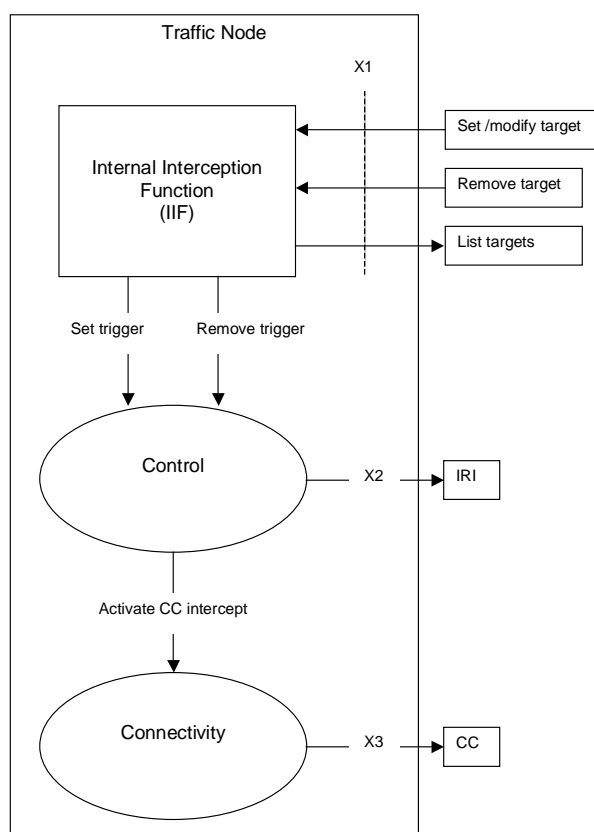 Traffic Node
X1
Internal Interception
Function
(IIF)
Set /modify target
Remove target
List targets
Set trigger
Remove trigger
Control
X2
IRI
Activate CC intercept
Connectivity
X3
CC